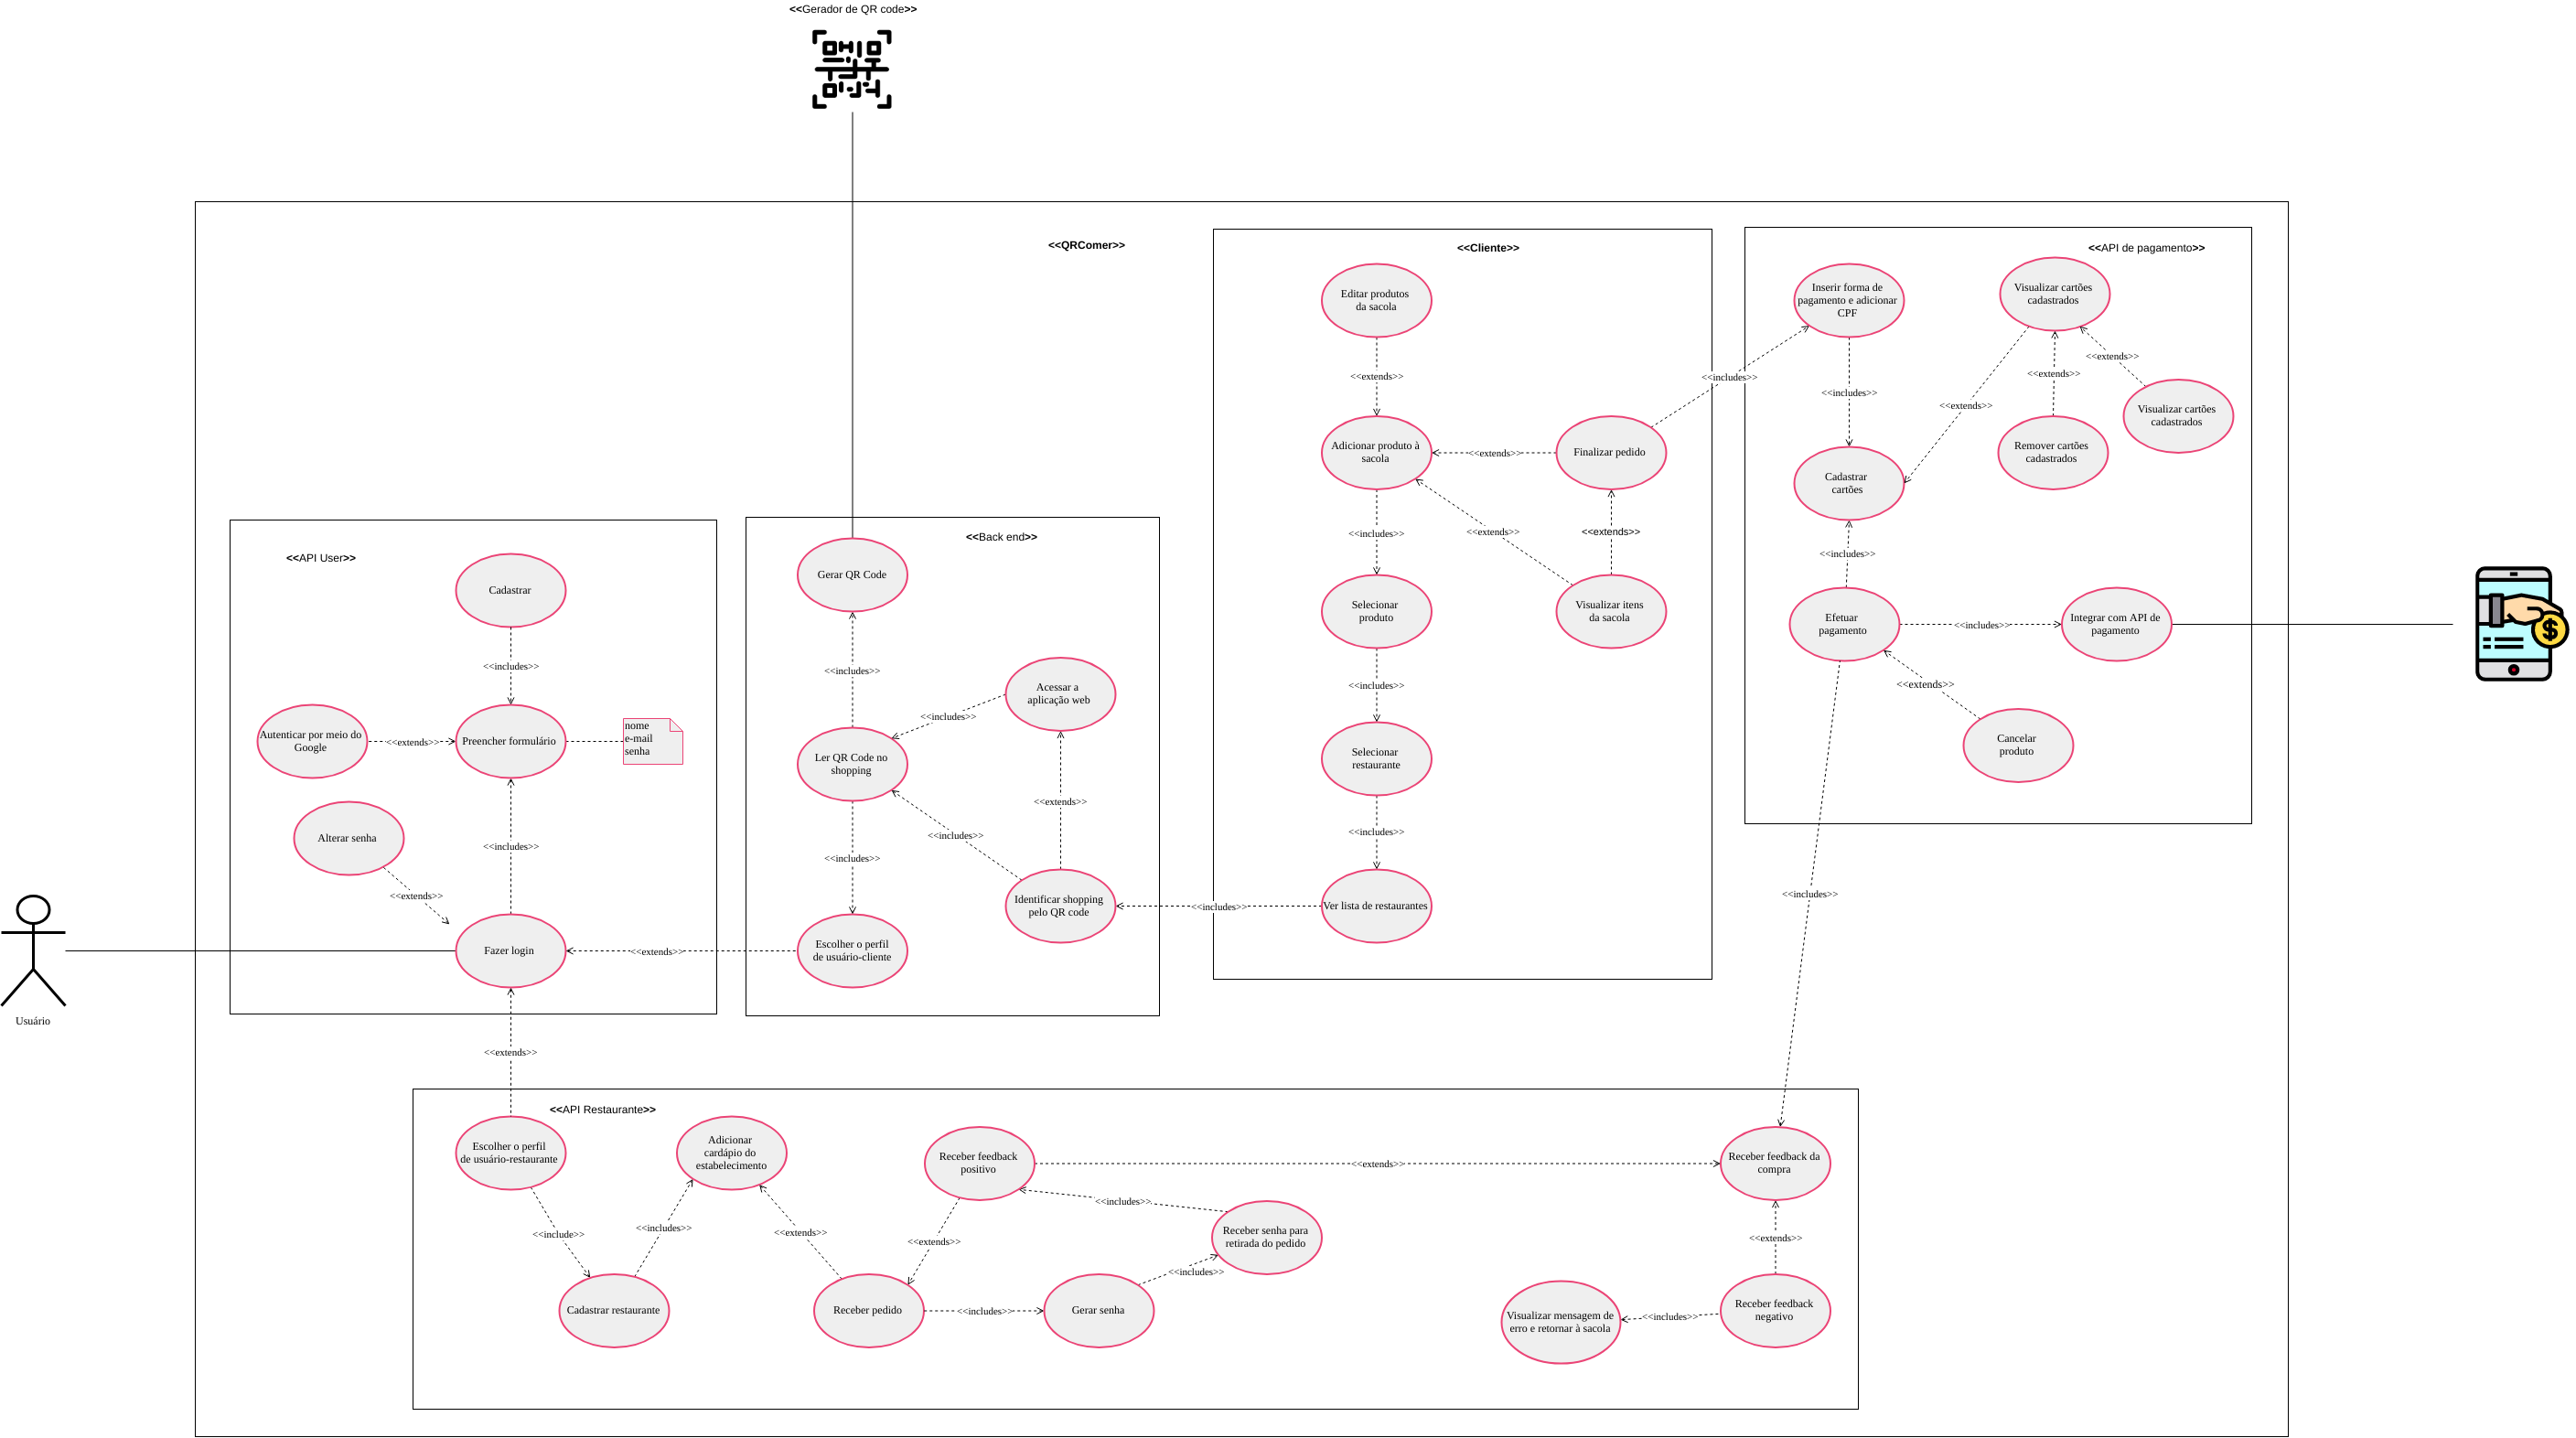 <<Gerador de QR code>>
<<QRComer>>
<<API User>>
Cadastrar
<<includes>>
Autenticar por meio do
Google
<<extends>>
Preencher formulário
nome
e-mail
senha
Alterar senha
<<extends>>
<<includes>>
Fazer login
Usuário
<<extends>>
<<extends>>
<<Back end>>
Gerar QR Code
<<includes>>
Acessar a
aplicação web
<<includes>>
Ler QR Code no
shopping
<<extends>>
<<includes>>
<<includes>>
Identificar shopping
pelo QR code
Escolher o perfil
de usuário-cliente
<<includes>>
<<Cliente>>
Editar produtos
da sacola
<<extends>>
Adicionar produto à
sacola
<<extends>>
Finalizar pedido
<<includes>>
<<includes>>
<<extends>>
<<extends>>
Selecionar
produto
Visualizar itens
da sacola
<<includes>>
Selecionar
restaurante
<<includes>>
Ver lista de restaurantes
<<API de pagamento>>
Inserir forma de
pagamento e adicionar
CPF
Visualizar cartões
cadastrados
<<extends>>
<<extends>>
<<includes>>
<<extends>>
Visualizar cartões
cadastrados
Remover cartões
cadastrados
Cadastrar
cartões
<<includes>>
Efetuar
pagamento
<<includes>>
Integrar com API de
pagamento
<<extends>>
Cancelar
produto
<<includes>>
<<API Restaurante>>
Escolher o perfil
de usuário-restaurante
Adicionar
cardápio do
estabelecimento
Receber feedback
positivo
<<extends>>
Receber feedback da
compra
<<includes>>
<<include>>
<<includes>>
<<extends>>
<<extends>>
Receber senha para
retirada do pedido
<<extends>>
<<includes>>
Cadastrar restaurante
Receber pedido
<<includes>>
Gerar senha
Visualizar mensagem de
erro e retornar à sacola
<<includes>>
Receber feedback
negativo